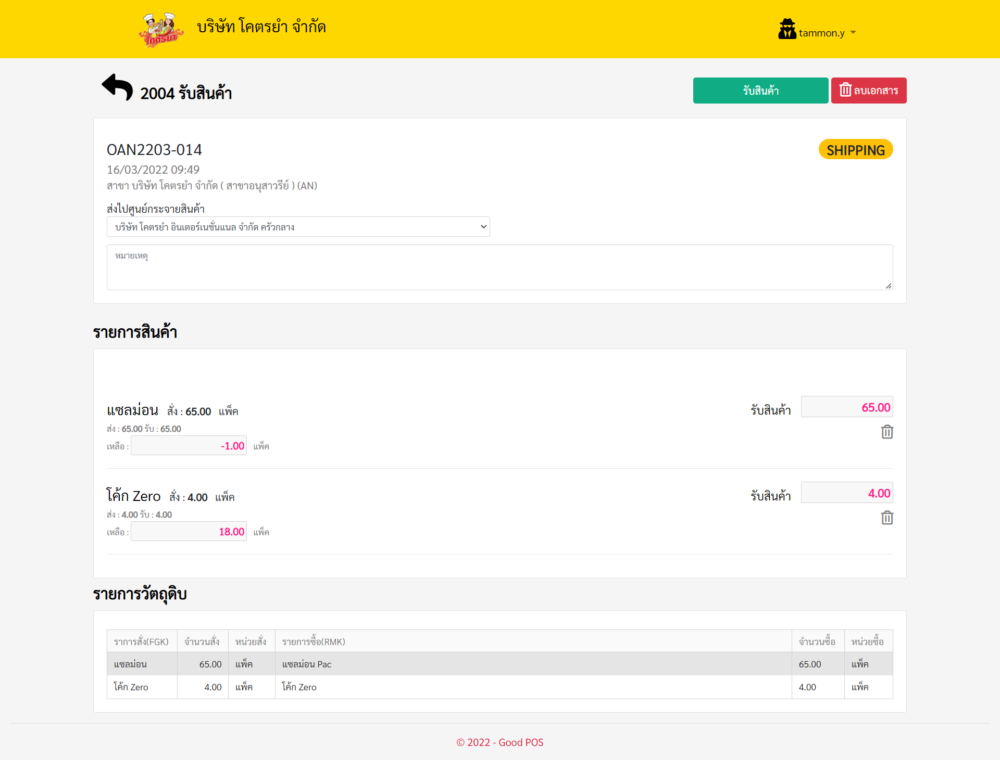 โคตรยำ
บริษัท โคตรยำ จำกัด
tammon.y
2004 รับสินค้า
รับสินค้า
ลบเอกสาร
OAN2203-014
SHIPPING
16/03/2022 09:49
สาขา บริษัท โคตรยำ จำกัด ( สาขาอนุสาวรีย์ ) (AN)
ส่งไปศูนย์กระจายสินค้า
บริษัท โคตรยำ อินเตอร์เนชั่นแนล จำกัด ครัวกลาง
หมายเหตุ
รายการสินค้า
แซลม่อน สั่ง : 65.00 แพ็ค
รับสินค้า 65.00
ส่ง : 65.00 รับ : 65.00
เหลือ : -1.00 แพ็ค
โค้ก Zero สั่ง : 4.00 แพ็ค
รับสินค้า 4.00
ส่ง : 4.00 รับ : 4.00
เหลือ : 18.00 แพ็ค
รายการวัตถุดิบ
ราการสั่ง(FGK) จำนวนสั่ง หน่วยสั่ง รายการซื้อ(RMK) จำนวนซื้อ หน่วยซื้อ
แซลม่อน 65.00 แพ็ค แซลม่อน Pac 65.00 แพ็ค
โค้ก Zero 4.00 แพ็ค โค้ก Zero 4.00 แพ็ค
© 2022 - Good POS